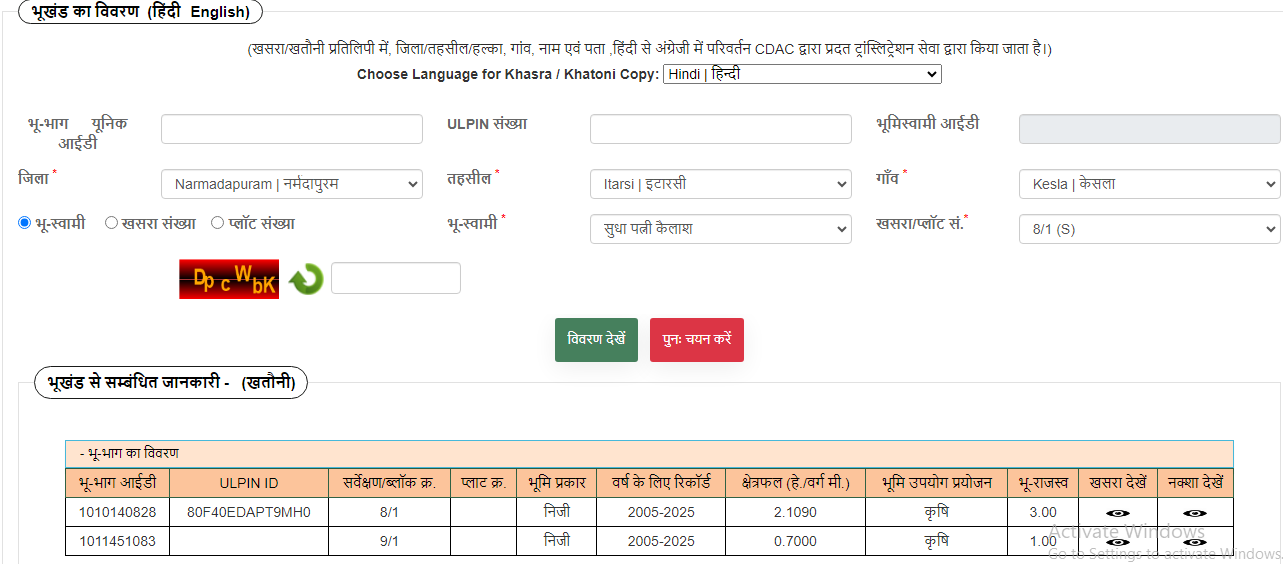 भूखंड का विवरण (हिंदी English)
(खसरा/खतौनी प्रतिलिपी में, जिला/तहसील/हल्का, गांव, नाम एवं पता ,हिंदी से अंग्रेजी में परिवर्तन CDAC द्वारा प्रदत ट्रांस्लिट्रेशन सेवा द्वारा किया जाता है।)
Choose Language for Khasra / Khatoni Copy: Hindi | हिन्दी
भू-भाग यूनिक आईडी
ULPIN संख्या
भूमिस्वामी आईडी
जिला * Narmadapuram | नर्मदापुरम तहसील * Itarsi | इटारसी गाँव * Kesla | केसला
भू-स्वामी खसरा संख्या प्लॉट संख्या भू-स्वामी * सुधा पत्नी कैलाश खसरा/प्लॉट सं.* 8/1 (S)
Dp c W bK
विवरण देखें पुनः चयन करें
भूखंड से सम्बंधित जानकारी - (खतौनी)
- भू-भाग का विवरण
भू-भाग आईडी ULPIN ID सर्वेक्षण/ब्लॉक क्र. प्लाट क्र. भूमि प्रकार वर्ष के लिए रिकॉर्ड क्षेत्रफल (हे./वर्ग मी.) भूमि उपयोग प्रयोजन भू-राजस्व खसरा देखें नक्शा देखें
1010140828 80F40EDAPT9MH0 8/1 निजी 2005-2025 2.1090 कृषि 3.00
1011451083 9/1 निजी 2005-2025 0.7000 कृषि 1.00
Activate Windows
Go to Settings to activate Windows.